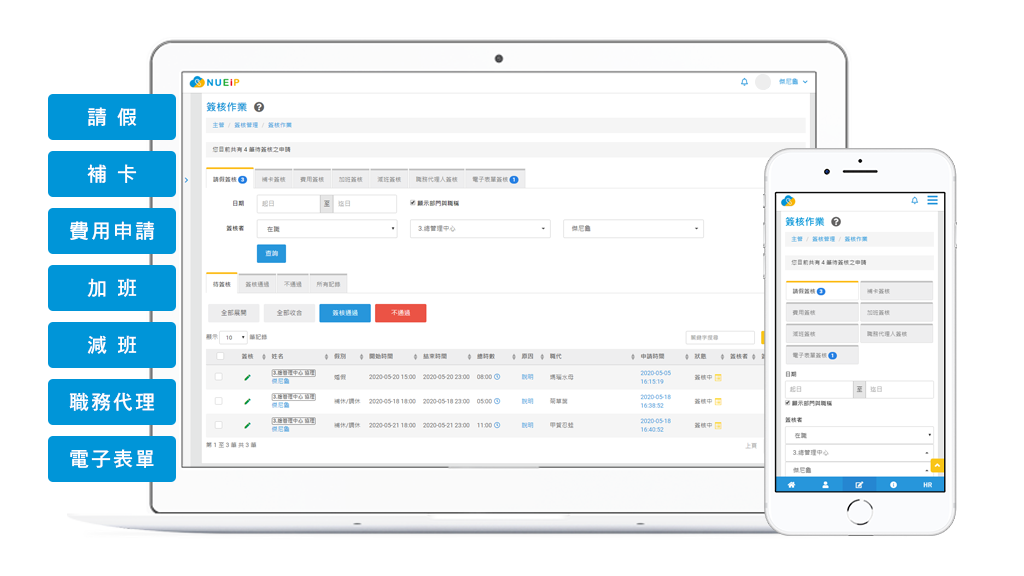 請 假
補 卡
費用申請
加 班
減 班
職務代理
電子表單
NUEiP
傑尼龜
簽核作業 ?
主管 / 簽核管理 / 簽核作業
您目前共有 4 筆待簽核之申請
請假簽核 3 補卡簽核 費用簽核 加班簽核 減班簽核 職務代理人簽核 電子表單簽核 1
日期 起日 至 迄日 顯示部門與職稱
簽核者 在職 3.總管理中心 傑尼龜
查詢
待簽核 簽核通過 不通過 所有記錄
全部展開 全部收合 簽核通過 不通過
顯示 10 筆記錄 關鍵字搜尋
簽核 姓名 假別 開始時間 結束時間 總時數 原因 職代 申請時間 狀態 簽核者
3.總管理中心 協理
傑尼龜 婚假 2020-05-20 15:00 2020-05-20 23:00 08:00 說明 瑪瑙水母 2020-05-05
16:15:19 簽核中
3.總管理中心 協理
傑尼龜 補休/調休 2020-05-18 18:00 2020-05-18 23:00 05:00 說明 菊草葉 2020-05-18
16:38:52 簽核中
3.總管理中心 協理
傑尼龜 補休/調休 2020-05-21 18:00 2020-05-21 23:00 11:00 說明 甲賀忍蛙 2020-05-18
16:40:52 簽核中
第 1 至 3 筆 共 3 筆 上頁
簽核作業 ?
主管 / 簽核管理 / 簽核作業
您目前共有 4 筆待簽核之申請
請假簽核 3 補卡簽核
費用簽核 加班簽核
減班簽核 職務代理人簽核
電子表單簽核 1
日期
起日 至 迄日
顯示部門與職稱
簽核者
在職
3.總管理中心
傑尼龜
HR